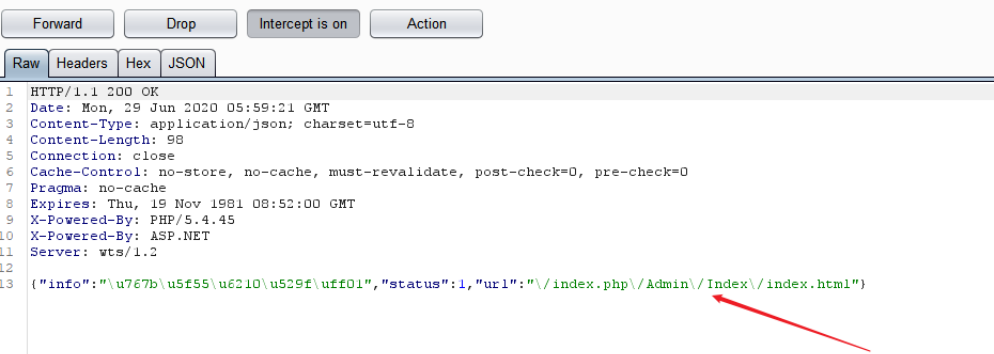 Forward Drop Intercept is on Action
Raw Headers Hex JSON
1 HTTP/1.1 200 OK
2 Date: Mon, 29 Jun 2020 05:59:21 GMT
3 Content-Type: application/json; charset=utf-8
4 Content-Length: 98
5 Connection: close
6 Cache-Control: no-store, no-cache, must-revalidate, post-check=0, pre-check=0
7 Pragma: no-cache
8 Expires: Thu, 19 Nov 1981 08:52:00 GMT
9 X-Powered-By: PHP/5.4.45
10 X-Powered-By: ASP.NET
11 Server: wts/1.2
12
13 {"info":"\u767b\u5f55\u6210\u529f\uff01","status":1,"url":"\/index.php\/Admin\/Index\/index.html"}